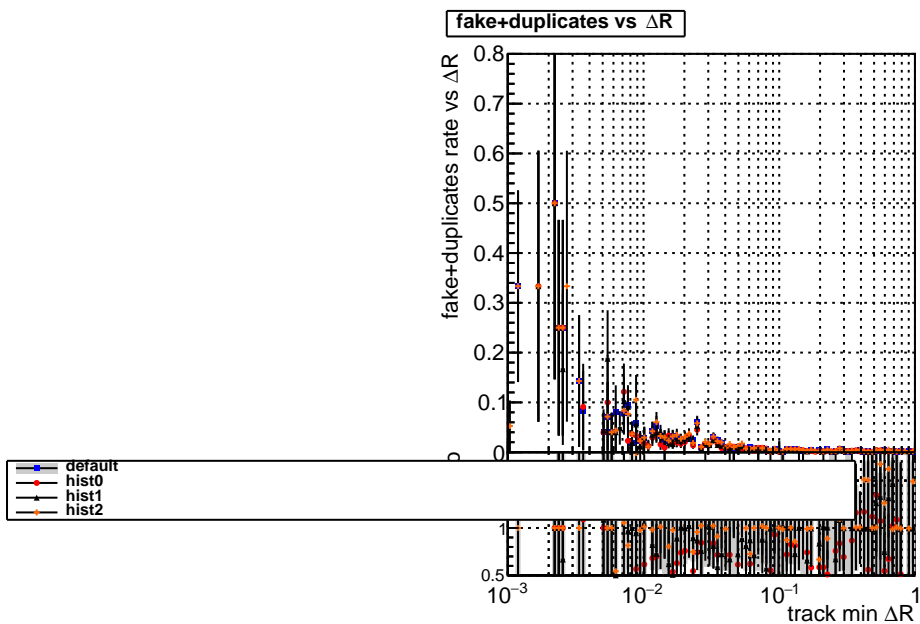 fake+duplicates vs ΔR
fake+duplicates rate vs ΔR
0.8
0.7
0.6
0.5
0.4
0.3
0.2
0.1
0
default
hist0
hist1
hist2
1
0.5
10⁻³
10⁻²
10⁻¹
1
track min ΔR